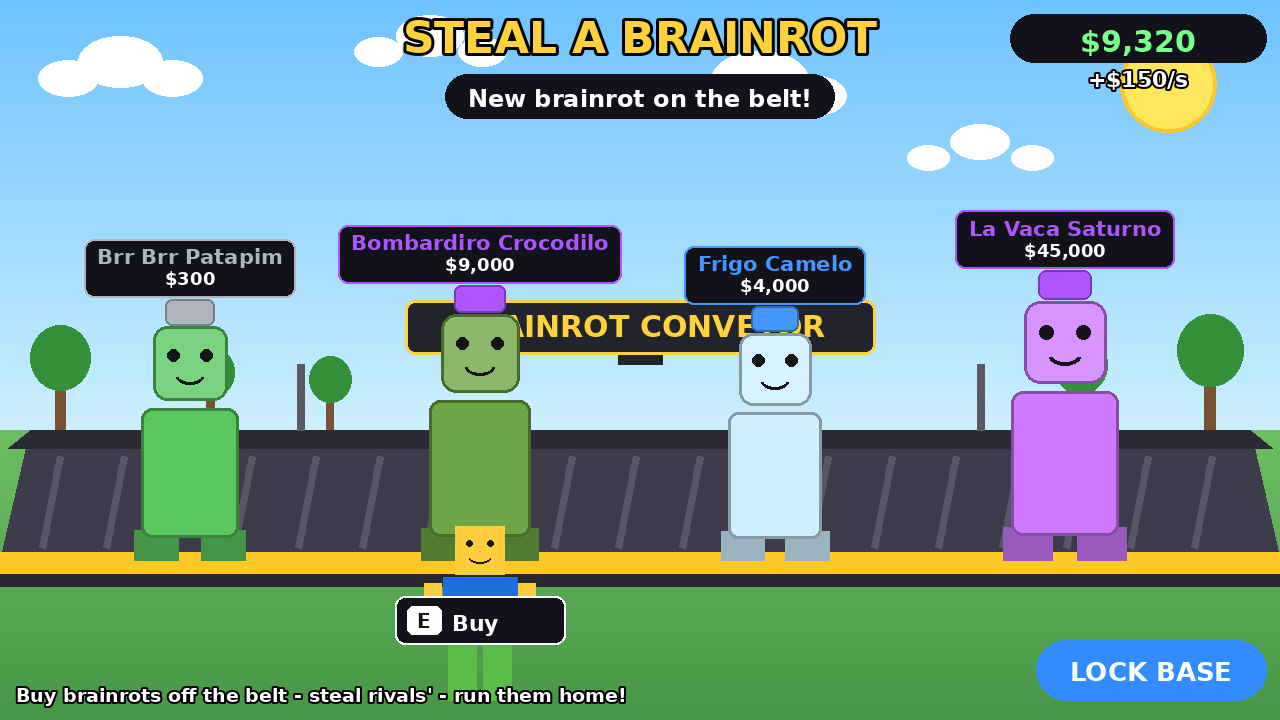 STEAL A BRAINROT
$9,320
+$150/s
New brainrot on the belt!
Brr Brr Patapim
$300
Bombardiro Crocodilo
$9,000
Frigo Camelo
$4,000
La Vaca Saturno
$45,000
E Buy
LOCK BASE
Buy brainrots off the belt - steal rivals' - run them home!